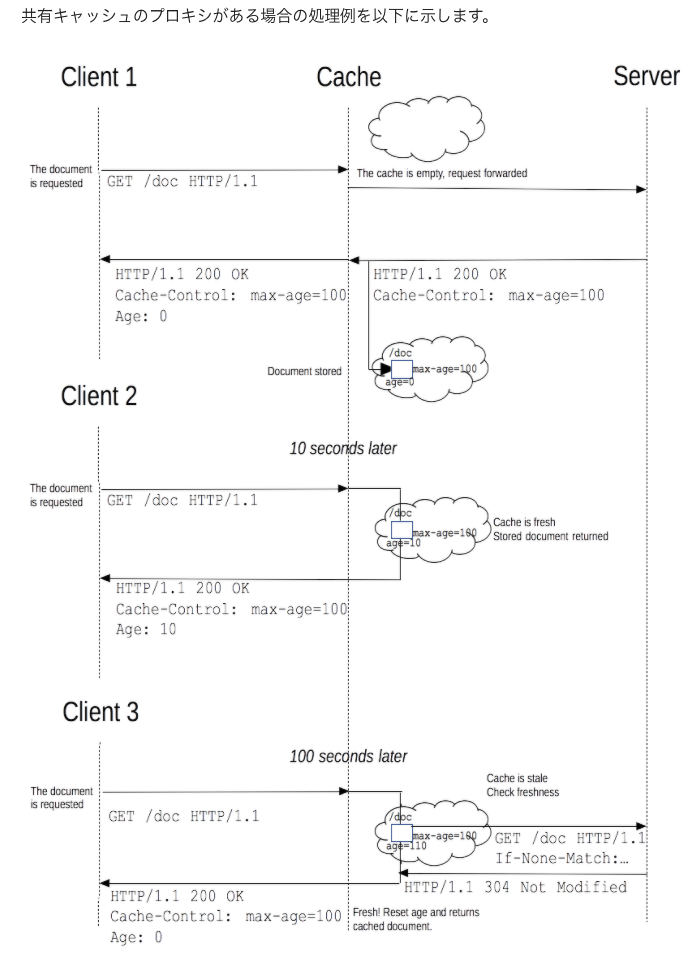 共有キャッシュのプロキシがある場合の処理例を以下に示します。
Client 1
Cache
Server
The document
is requested
GET /doc HTTP/1.1
The cache is empty, request forwarded
HTTP/1.1 200 OK
Cache-Control: max-age=100
Age: 0
HTTP/1.1 200 OK
Cache-Control: max-age=100
Document stored
/doc
max-age=100
age=0
Client 2
10 seconds later
The document
is requested
GET /doc HTTP/1.1
/doc
max-age=100
age=10
Cache is fresh
Stored document returned
HTTP/1.1 200 OK
Cache-Control: max-age=100
Age: 10
Client 3
100 seconds later
The document
is requested
GET /doc HTTP/1.1
Cache is stale
Check freshness
/doc
max-age=100
age=110
GET /doc HTTP/1.1
If-None-Match:…
HTTP/1.1 304 Not Modified
HTTP/1.1 200 OK
Cache-Control: max-age=100
Age: 0
Fresh! Reset age and returns
cached document.